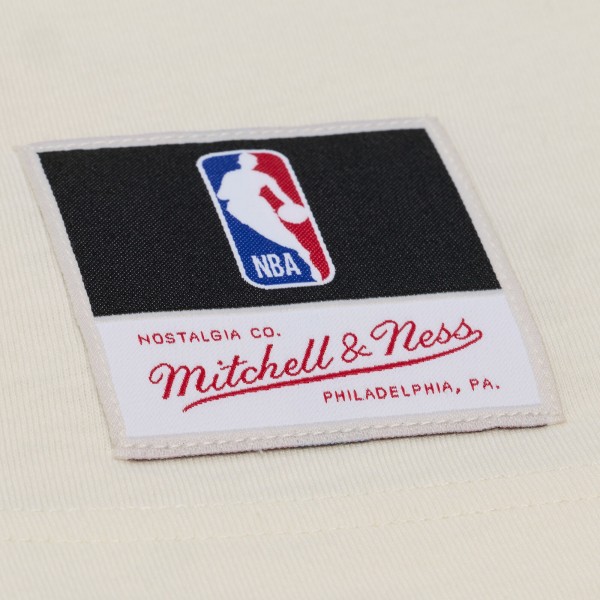 NBA
NOSTALGIA CO.
Mitchell & Ness
PHILADELPHIA, PA.